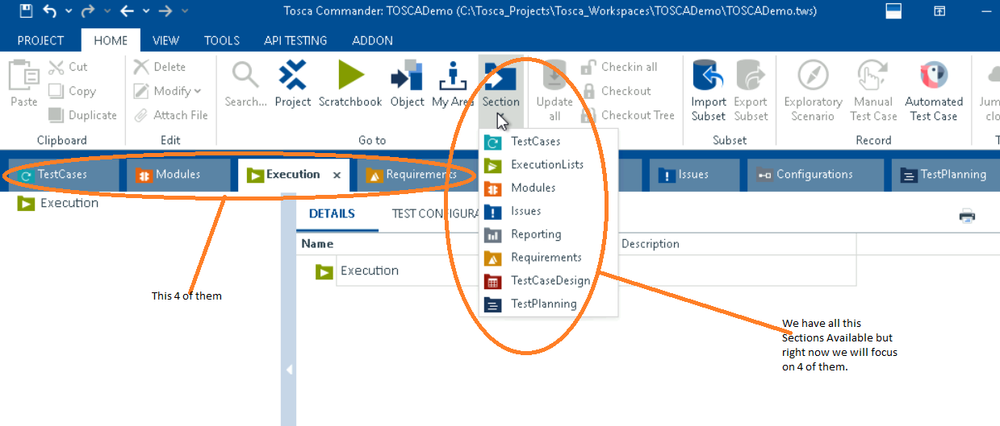 Tosca Commander: TOSCADemo (C:\Tosca_Projects\Tosca_Workspaces\TOSCADemo\TOSCADemo.tws)
PROJECT HOME VIEW TOOLS API TESTING ADDON
Paste
Cut
Copy
Duplicate
Clipboard
Delete
Modify
Attach File
Edit
Search... Project Scratchbook Object My Area Section
Go to
Update all
Checkin all
Checkout
Checkout Tree
Import Subset
Export Subset
Subset
Exploratory Scenario
Manual Test Case
Automated Test Case
Record
TestCases
ExecutionLists
Modules
Issues
Reporting
Requirements
TestCaseDesign
TestPlanning
TestCases Modules Execution × Requirements Issues Configurations TestPlanning
Execution
DETAILS TEST CONFIGURA
Name Description
Execution
This 4 of them
We have all this
Sections Available but
right now we will focus
on 4 of them.